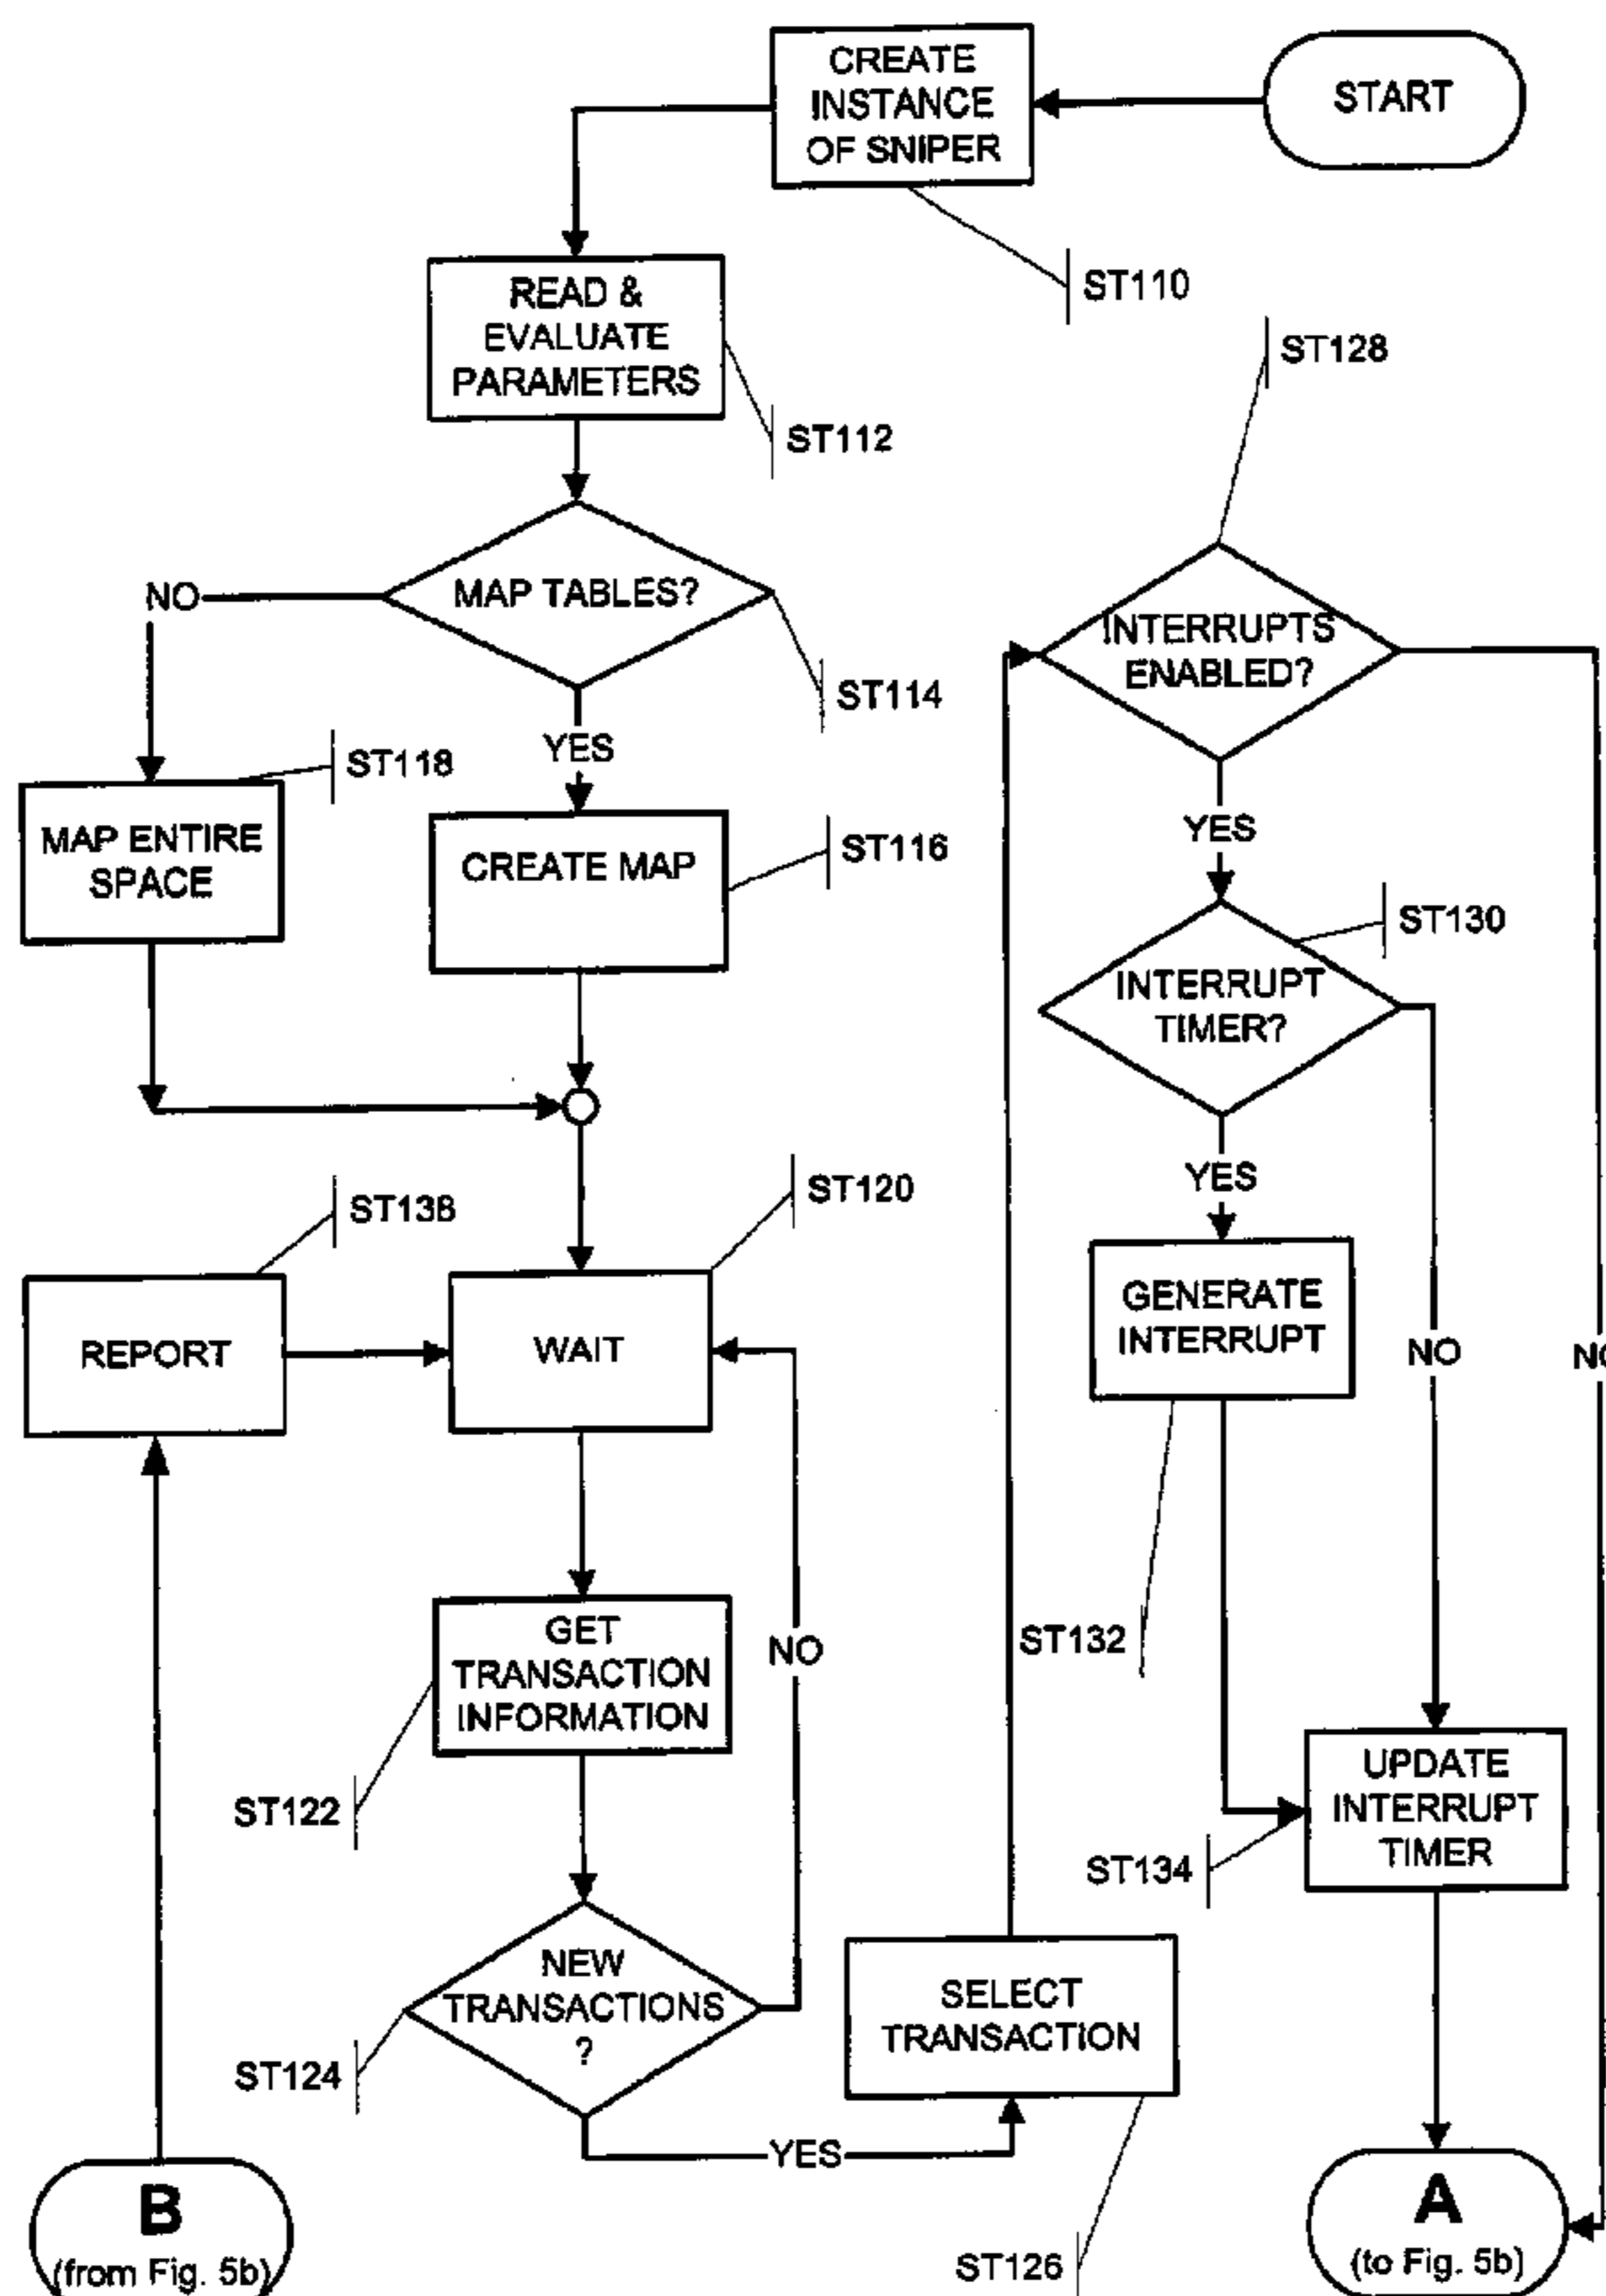 START
CREATE
INSTANCE
OF SNIPER
ST110
READ &
EVALUATE
PARAMETERS
ST112
MAP TABLES?
ST114
NO
YES
MAP ENTIRE
SPACE
ST118
CREATE MAP
ST116
REPORT
ST138
WAIT
ST120
GET
TRANSACTION
INFORMATION
ST122
NEW
TRANSACTIONS
?
ST124
NO
YES
SELECT
TRANSACTION
ST126
INTERRUPTS
ENABLED?
ST128
YES
NO
INTERRUPT
TIMER?
ST130
YES
NO
GENERATE
INTERRUPT
ST132
UPDATE
INTERRUPT
TIMER
ST134
B
(from Fig. 5b)
A
(to Fig. 5b)